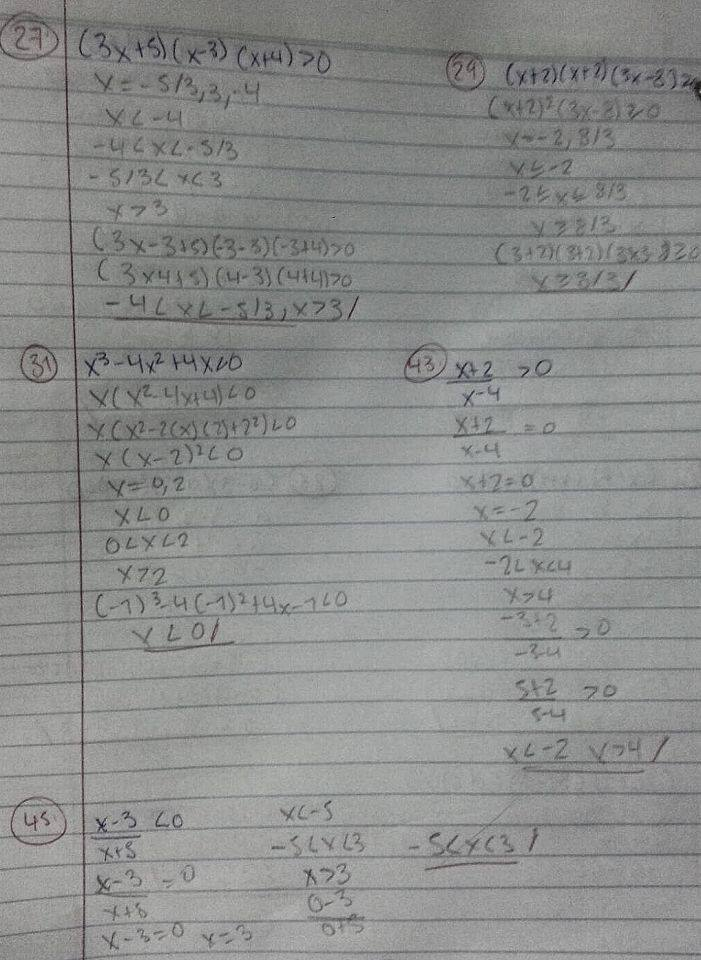 27 (3x+5)(x-3)(x+4)>0
x=-5/3,3,-4
x<-4
-4<x<-5/3
-5/3<x<3
x>3
(3x-3+5)(-3-3)(-3+4)>0
(3x4+5)(4-3)(4+4)>0
-4<x<-5/3, x>3/
29 (x+2)(x+2)(3x-8)≥0
(x+2)²(3x-8)≥0
x=-2, 8/3
x≤-2
-2≤x≤8/3
x≥8/3
(3+2)(3+2)(3x3-8)≥0
x≥8/3/
31 x³-4x²+4x<0
x(x²-4x+4)<0
x(x²-2(x)(2)+2²)<0
x(x-2)²<0
x=0,2
x<0
0<x<2
x>2
(-1)³-4(-1)²+4x-1<0
x<0/
43 x+2/x-4 >0
x+2/x-4 =0
x+2=0
x=-2
x<-2
-2<x<4
x>4
-3+2/-3-4 >0
5+2/5-4 >0
x<-2 x>4/
45 x-3/x+5 <0
x-3/x+5 =0
x-3=0 x=3
x<-5
-5<x<3
x>3
0-3/0+5
-5<x<3/